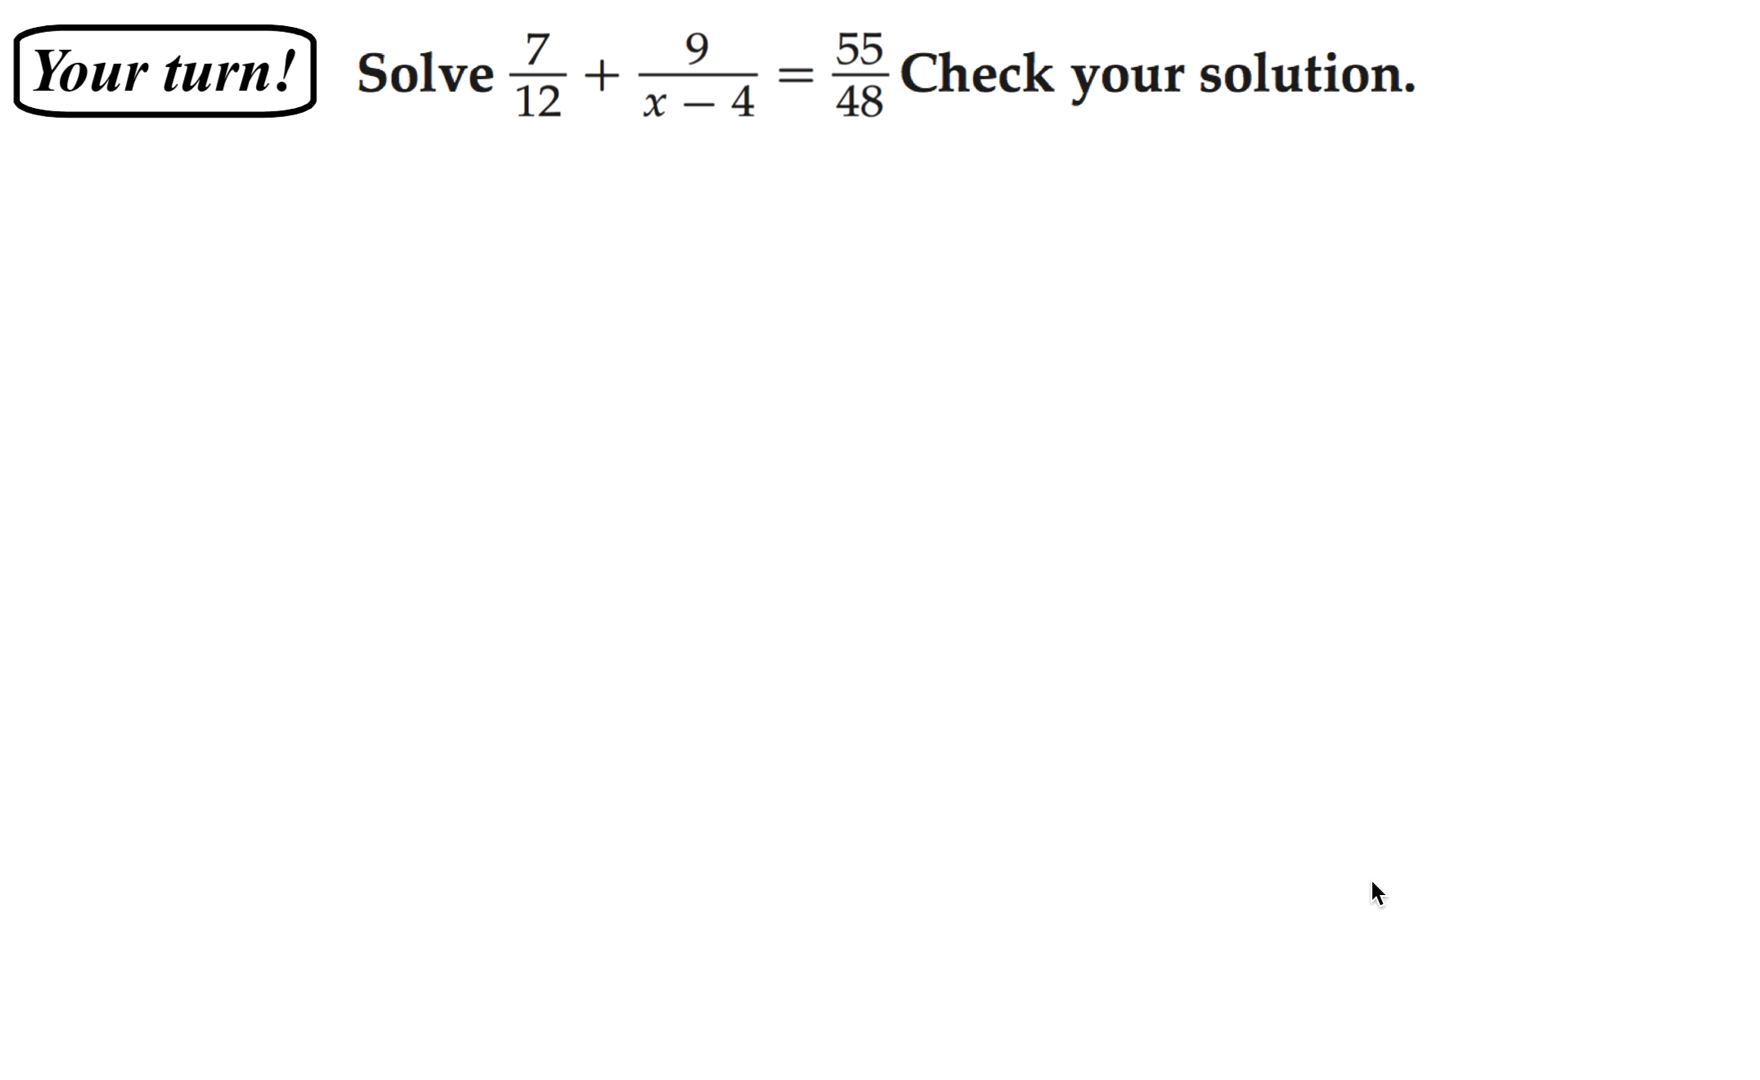 Your turn! Solve 7/12 + 9/(x − 4) = 55/48 Check your solution.